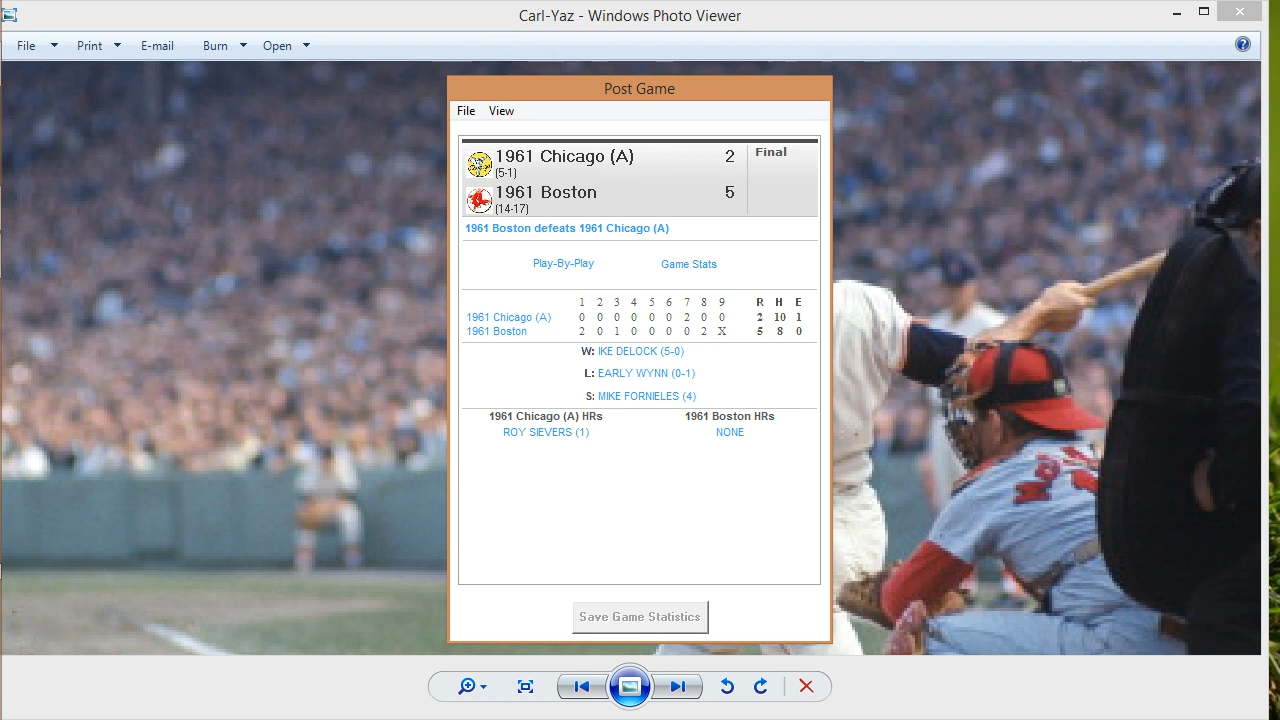 Carl-Yaz - Windows Photo Viewer
File Print E-mail Burn Open
Post Game
File View
1961 Chicago (A) 2 Final
(5-1)
1961 Boston 5
(14-17)
1961 Boston defeats 1961 Chicago (A)
Play-By-Play Game Stats
1 2 3 4 5 6 7 8 9 R H E
1961 Chicago (A) 0 0 0 0 0 0 2 0 0 2 10 1
1961 Boston 2 0 1 0 0 0 0 2 X 5 8 0
W: IKE DELOCK (5-0)
L: EARLY WYNN (0-1)
S: MIKE FORNIELES (4)
1961 Chicago (A) HRs 1961 Boston HRs
ROY SIEVERS (1) NONE
Save Game Statistics